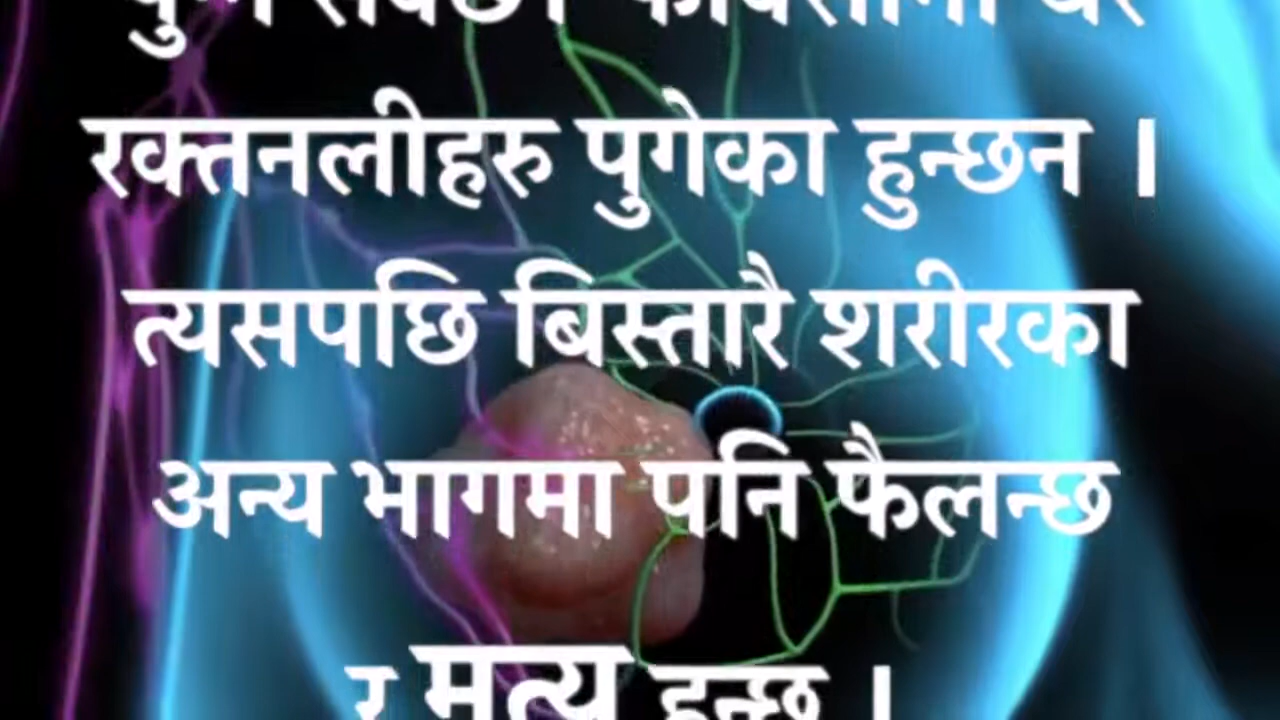 रक्तनलीहरु पुगेका हुन्छन ।
त्यसपछि बिस्तारै शरीरका
अन्य भागमा पनि फैलन्छ
र मृत्यु हुन्छ ।